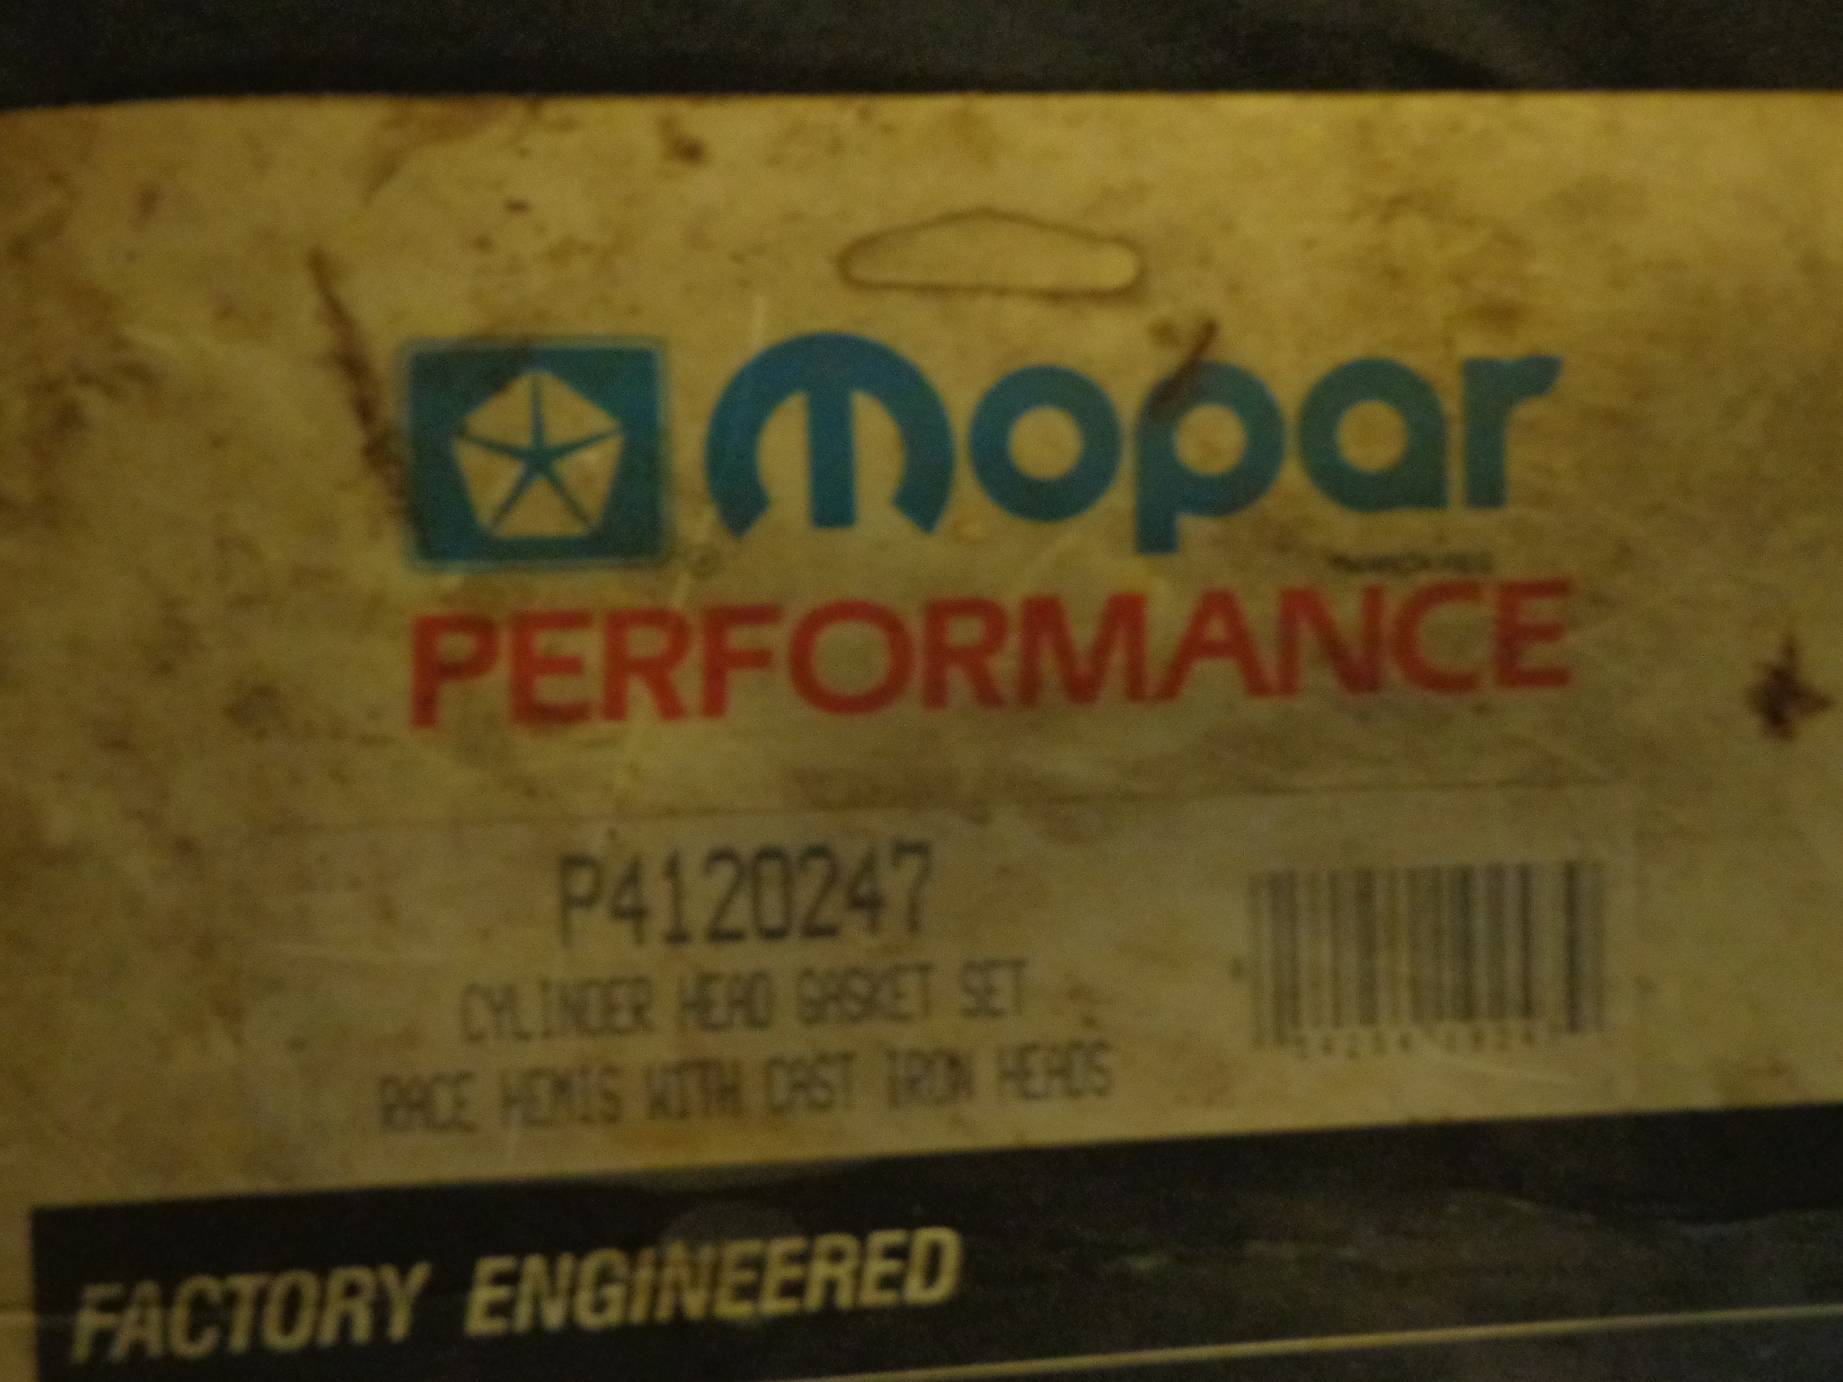 mopar
PERFORMANCE
P4120247
CYLINDER HEAD GASKET SET
RACE HEMIS WITH CAST IRON HEADS
FACTORY ENGINEERED